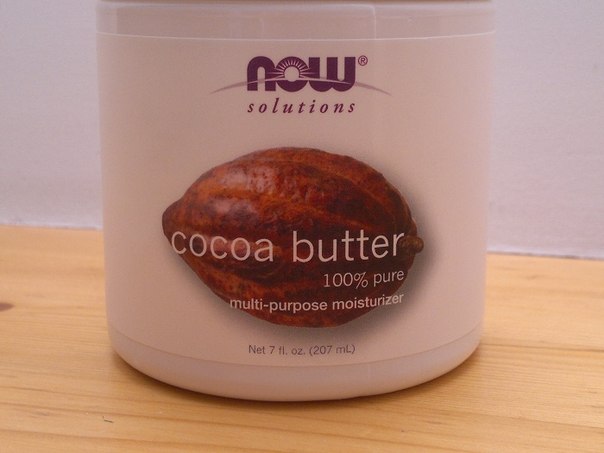 now®
solutions
cocoa butter
100% pure
multi-purpose moisturizer
Net 7 fl. oz. (207 mL)